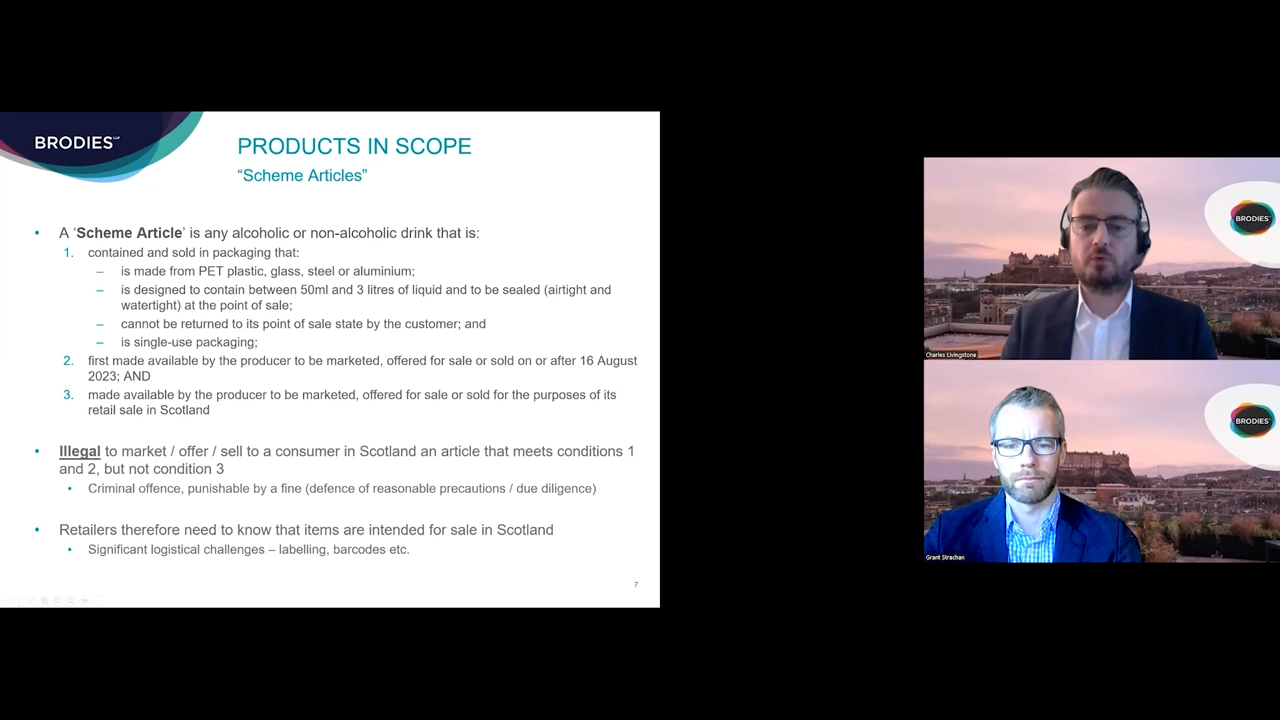 BRODIES LLP
PRODUCTS IN SCOPE
“Scheme Articles”
• A ‘Scheme Article’ is any alcoholic or non-alcoholic drink that is:
1. contained and sold in packaging that:
– is made from PET plastic, glass, steel or aluminium;
– is designed to contain between 50ml and 3 litres of liquid and to be sealed (airtight and
watertight) at the point of sale;
– cannot be returned to its point of sale state by the customer; and
– is single-use packaging;
2. first made available by the producer to be marketed, offered for sale or sold on or after 16 August
2023; AND
3. made available by the producer to be marketed, offered for sale or sold for the purposes of its
retail sale in Scotland
• Illegal to market / offer / sell to a consumer in Scotland an article that meets conditions 1
and 2, but not condition 3
• Criminal offence, punishable by a fine (defence of reasonable precautions / due diligence)
• Retailers therefore need to know that items are intended for sale in Scotland
• Significant logistical challenges – labelling, barcodes etc.
7
BRODIES
Charles Livingstone
BRODIES
Grant Strachan